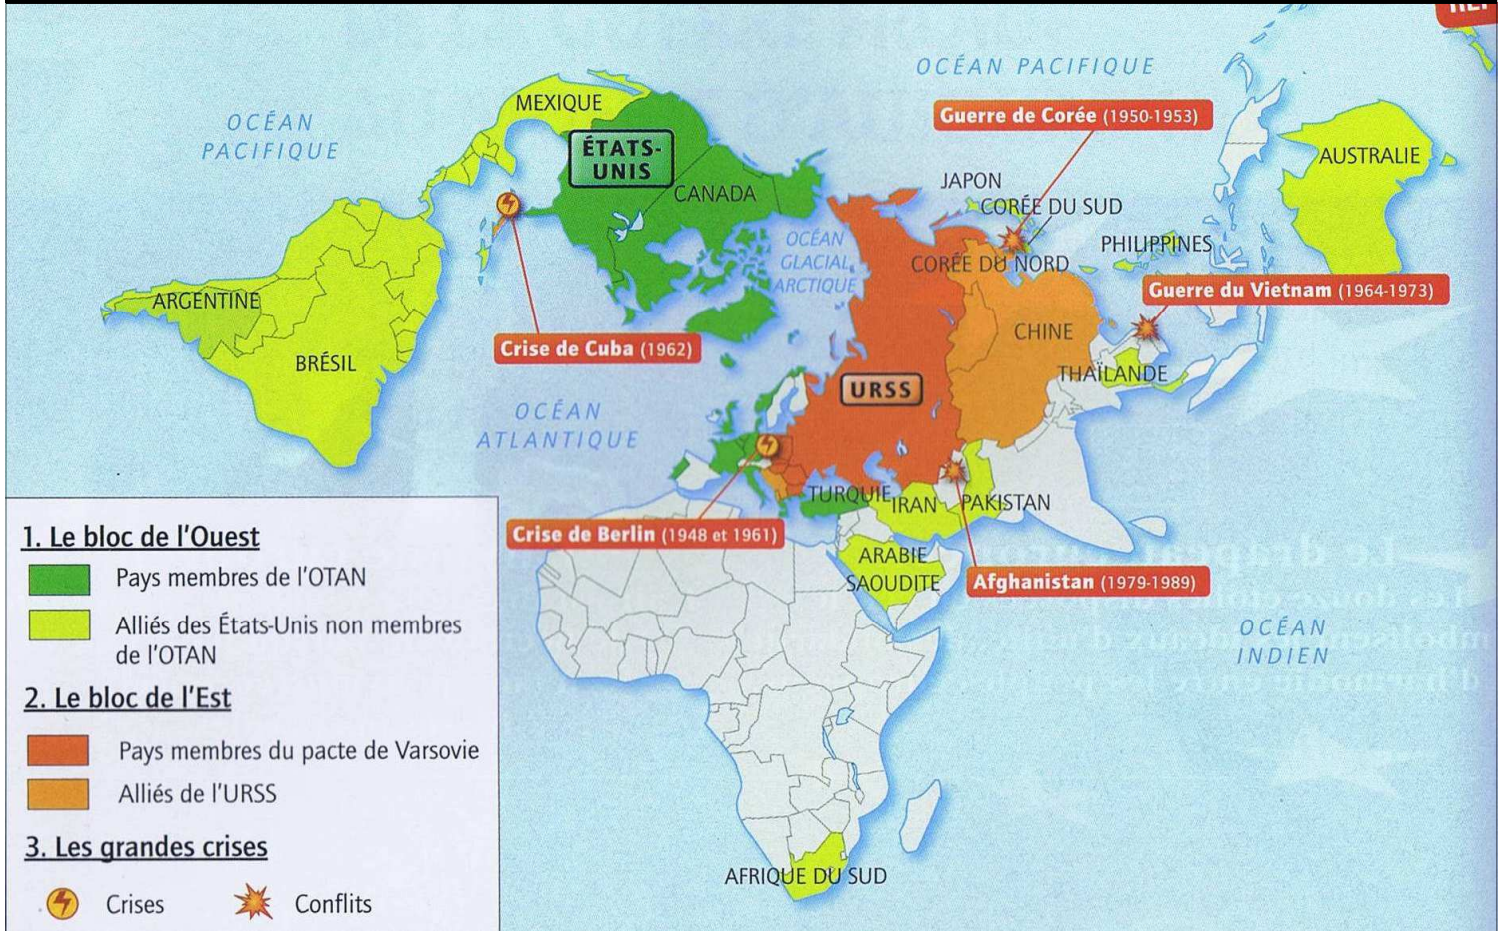 OCÉAN PACIFIQUE
MEXIQUE
Guerre de Corée (1950-1953)
OCÉAN
PACIFIQUE
ÉTATS-
UNIS
AUSTRALIE
CANADA
JAPON
CORÉE DU SUD
OCÉAN
GLACIAL
ARCTIQUE
PHILIPPINES
CORÉE DU NORD
ARGENTINE
Guerre du Vietnam (1964-1973)
CHINE
Crise de Cuba (1962)
BRÉSIL
THAÏLANDE
URSS
OCÉAN
ATLANTIQUE
TURQUIE
IRAN
PAKISTAN
Crise de Berlin (1948 et 1961)
ARABIE
SAOUDITE
Afghanistan (1979-1989)
OCÉAN
INDIEN
AFRIQUE DU SUD
1. Le bloc de l'Ouest
Pays membres de l'OTAN
Alliés des États-Unis non membres
de l'OTAN
2. Le bloc de l'Est
Pays membres du pacte de Varsovie
Alliés de l'URSS
3. Les grandes crises
Crises
Conflits